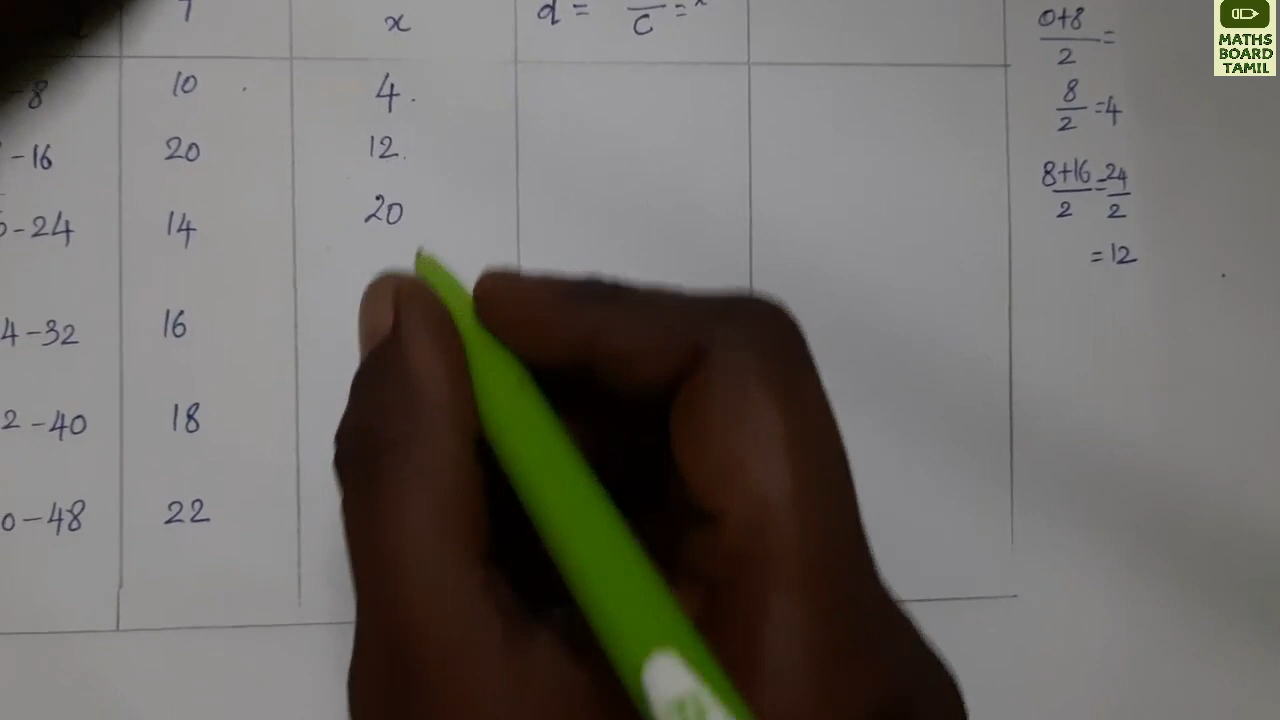 x d = — = x
C
-8 10 4
-16 20 12
-24 14 20
4-32 16
2-40 18
0-48 22
0+8/2 =
8/2 = 4
8+16/2 = 24/2
= 12
MATHS
BOARD
TAMIL